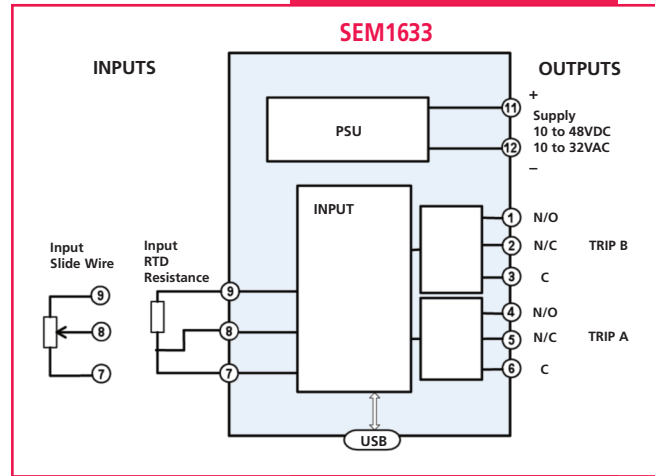 SEM1633
INPUTS
OUTPUTS
PSU
11
+
Supply
10 to 48VDC
10 to 32VAC
12
–
INPUT
1 N/O
2 N/C TRIP B
3 C
4 N/O
5 N/C TRIP A
6 C
Input
Slide Wire
9
8
7
Input
RTD
Resistance
9
8
7
USB